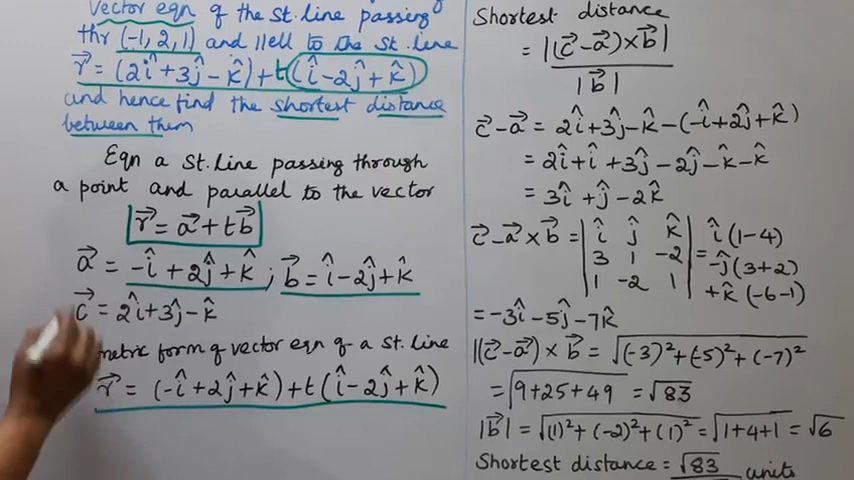 Vector eqn of the St.line passing
thr (-1, 2, 1) and llell to the St.line
r⃗ = (2î+3ĵ-k̂)+t(î-2ĵ+k̂)
and hence find the shortest distance
between them
Eqn a St.line passing through
a point and parallel to the vector
r⃗ = a⃗ + t b⃗
a⃗ = -î + 2ĵ + k̂ ; b⃗ = î-2ĵ+k̂
c⃗ = 2î+3ĵ-k̂
metric form of vector eqn of a St.line
r⃗ = (-î+2ĵ+k̂)+t(î-2ĵ+k̂)
Shortest distance
= |(c⃗-a⃗)×b⃗|
|b⃗|
c⃗-a⃗ = 2î+3ĵ-k̂-(-î+2ĵ+k̂)
= 2î+î+3ĵ-2ĵ-k̂-k̂
= 3î+ĵ-2k̂
c⃗-a⃗×b⃗ = | î ĵ k̂ | = î(1-4)
3 1 -2 -ĵ(3+2)
1 -2 1 +k̂(-6-1)
= -3î-5ĵ-7k̂
|(c⃗-a⃗)×b⃗ = √(-3)²+(-5)²+(-7)²
= √9+25+49 = √83
|b⃗| = √(1)²+(-2)²+(1)² = √1+4+1 = √6
Shortest distance = √83 units